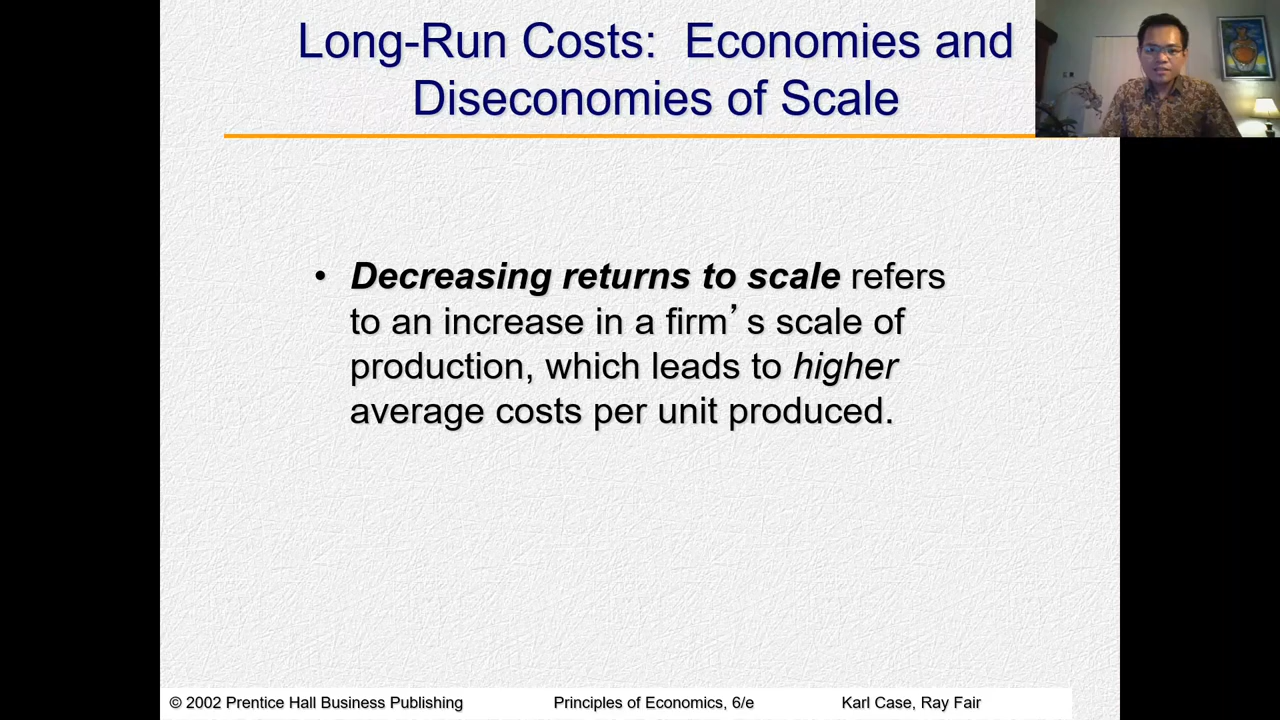 Long-Run Costs: Economies and
Diseconomies of Scale
• Decreasing returns to scale refers
to an increase in a firm’s scale of
production, which leads to higher
average costs per unit produced.
© 2002 Prentice Hall Business Publishing Principles of Economics, 6/e Karl Case, Ray Fair